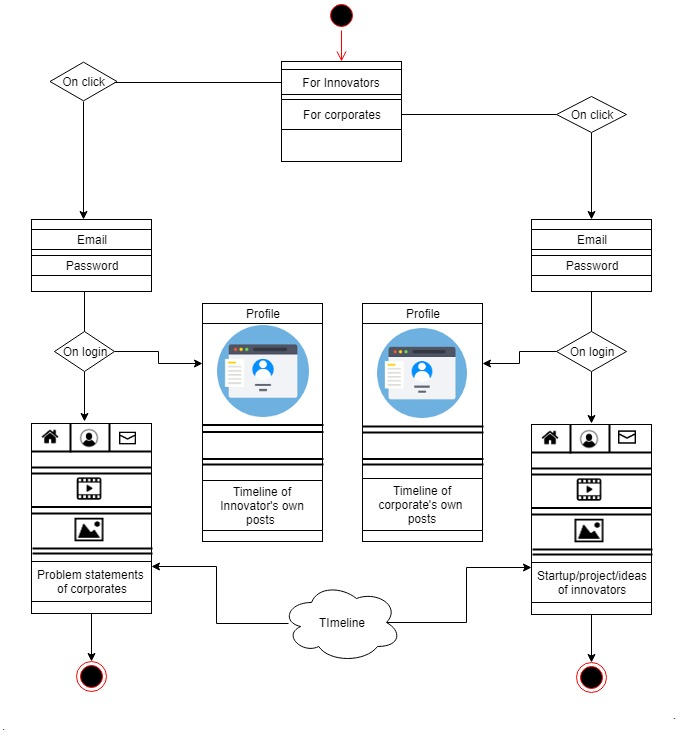 For Innovators
On click
For corporates
On click
Email
Password
Email
Password
Profile
Profile
On login
On login
Timeline of
Innovator's own
posts
Timeline of
corporate's own
posts
Problem statements
of corporates
Startup/project/ideas
of innovators
TImeline